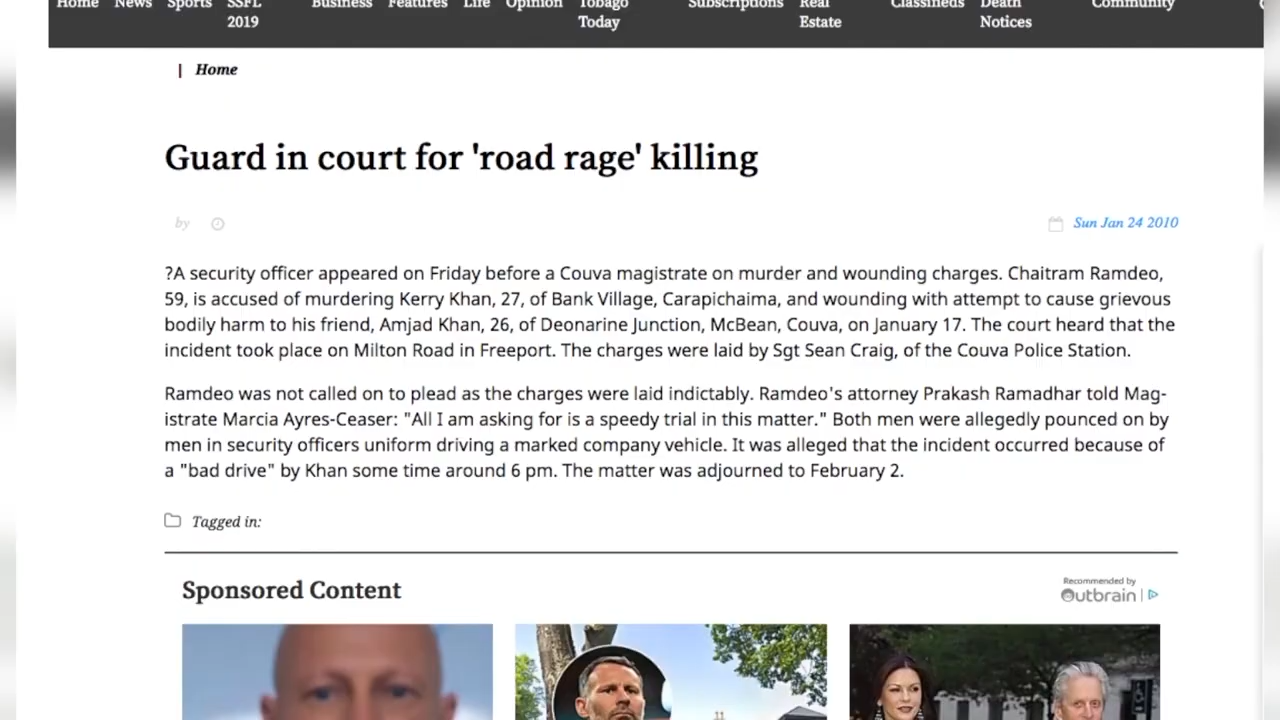 Home News Sports SSFL Business Features Life Opinion Tobago Subscriptions Real Classifieds Death Community
2019 Today Estate Notices
Home
Guard in court for 'road rage' killing
by Sun Jan 24 2010
?A security officer appeared on Friday before a Couva magistrate on murder and wounding charges. Chaitram Ramdeo,
59, is accused of murdering Kerry Khan, 27, of Bank Village, Carapichaima, and wounding with attempt to cause grievous
bodily harm to his friend, Amjad Khan, 26, of Deonarine Junction, McBean, Couva, on January 17. The court heard that the
incident took place on Milton Road in Freeport. The charges were laid by Sgt Sean Craig, of the Couva Police Station.
Ramdeo was not called on to plead as the charges were laid indictably. Ramdeo's attorney Prakash Ramadhar told Mag-
istrate Marcia Ayres-Ceaser: "All I am asking for is a speedy trial in this matter." Both men were allegedly pounced on by
men in security officers uniform driving a marked company vehicle. It was alleged that the incident occurred because of
a "bad drive" by Khan some time around 6 pm. The matter was adjourned to February 2.
Tagged in:
Sponsored Content
Recommended by
Outbrain